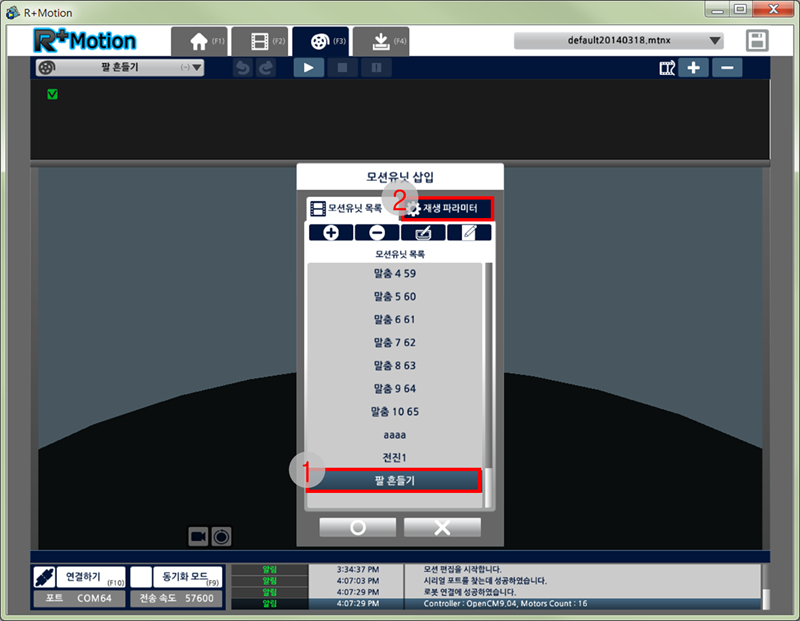 R+Motion
R+Motion (F1) (F2) (F3) (F4) default20140318.mtnx
팔 흔들기 (-)
모션유닛 삽입
2
모션유닛 목록 재생 파라미터
모션유닛 목록
말춤 4 59
말춤 5 60
말춤 6 61
말춤 7 62
말춤 8 63
말춤 9 64
말춤 10 65
aaaa
전진1
1
팔 흔들기
연결하기 (F10) 동기화 모드 (F9)
포트 COM64 전송 속도 57600
알림 3:34:37 PM 모션 편집을 시작합니다.
알림 4:07:03 PM 시리얼 포트를 찾는데 성공하였습니다.
알림 4:07:29 PM 로봇 연결에 성공하였습니다.
알림 4:07:29 PM Controller : OpenCM9.04, Motors Count : 16